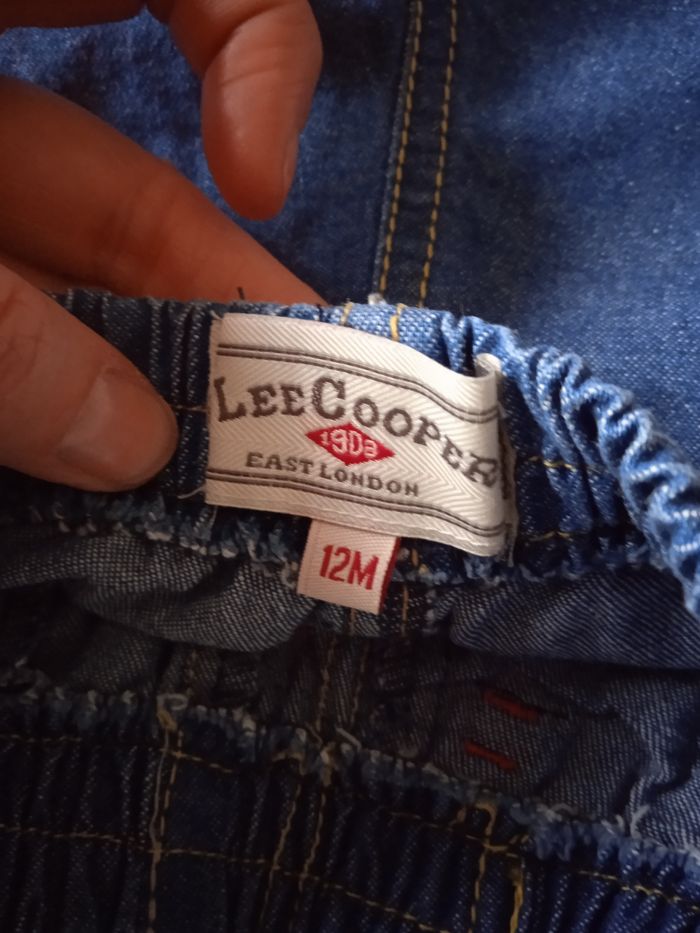 LEE COOPER
1908
EAST LONDON
12M